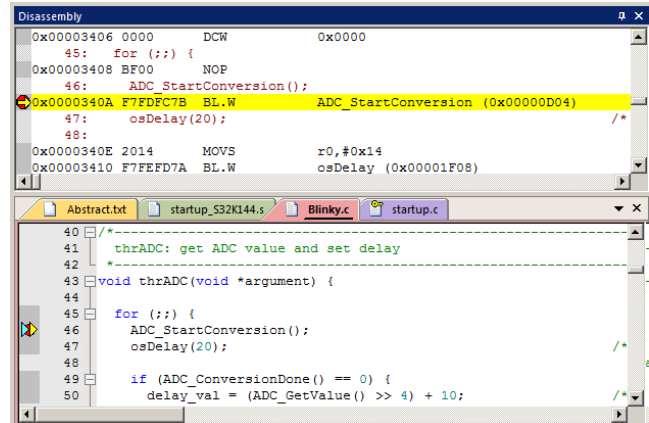 Disassembly
0x00003406 0000 DCW 0x0000
45: for (;;) {
0x00003408 BF00 NOP
46: ADC_StartConversion();
0x0000340A F7FDFC7B BL.W ADC_StartConversion (0x00000D04)
47: osDelay(20); /*
48:
0x0000340E 2014 MOVS r0,#0x14
0x00003410 F7FEFD7A BL.W osDelay (0x00001F08)
Abstract.txt startup_S32K144.s Blinky.c startup.c
40 /*----------------------------------------------------------------------------
41 thrADC: get ADC value and set delay
42 *----------------------------------------------------------------------------
43 void thrADC(void *argument) {
44
45 for (;;) {
46 ADC_StartConversion();
47 osDelay(20); /*
48
49 if (ADC_ConversionDone() == 0) {
50 delay_val = (ADC_GetValue() >> 4) + 10; /*